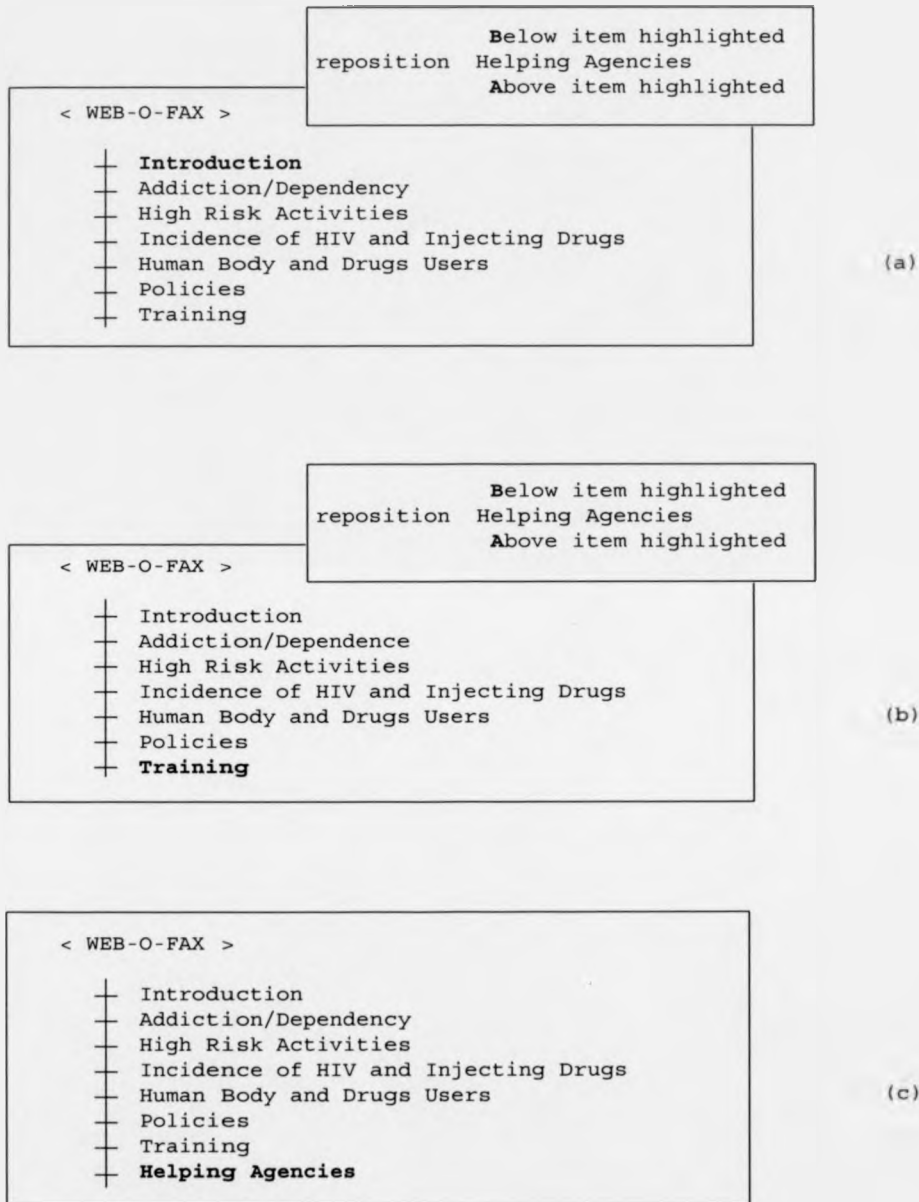 Below item highlighted
reposition Helping Agencies
Above item highlighted
< WEB-O-FAX >
Introduction
Addiction/Dependency
High Risk Activities
Incidence of HIV and Injecting Drugs
Human Body and Drugs Users
Policies
Training
(a)
Below item highlighted
reposition Helping Agencies
Above item highlighted
< WEB-O-FAX >
Introduction
Addiction/Dependence
High Risk Activities
Incidence of HIV and Injecting Drugs
Human Body and Drugs Users
Policies
Training
(b)
< WEB-O-FAX >
Introduction
Addiction/Dependency
High Risk Activities
Incidence of HIV and Injecting Drugs
Human Body and Drugs Users
Policies
Training
Helping Agencies
(c)